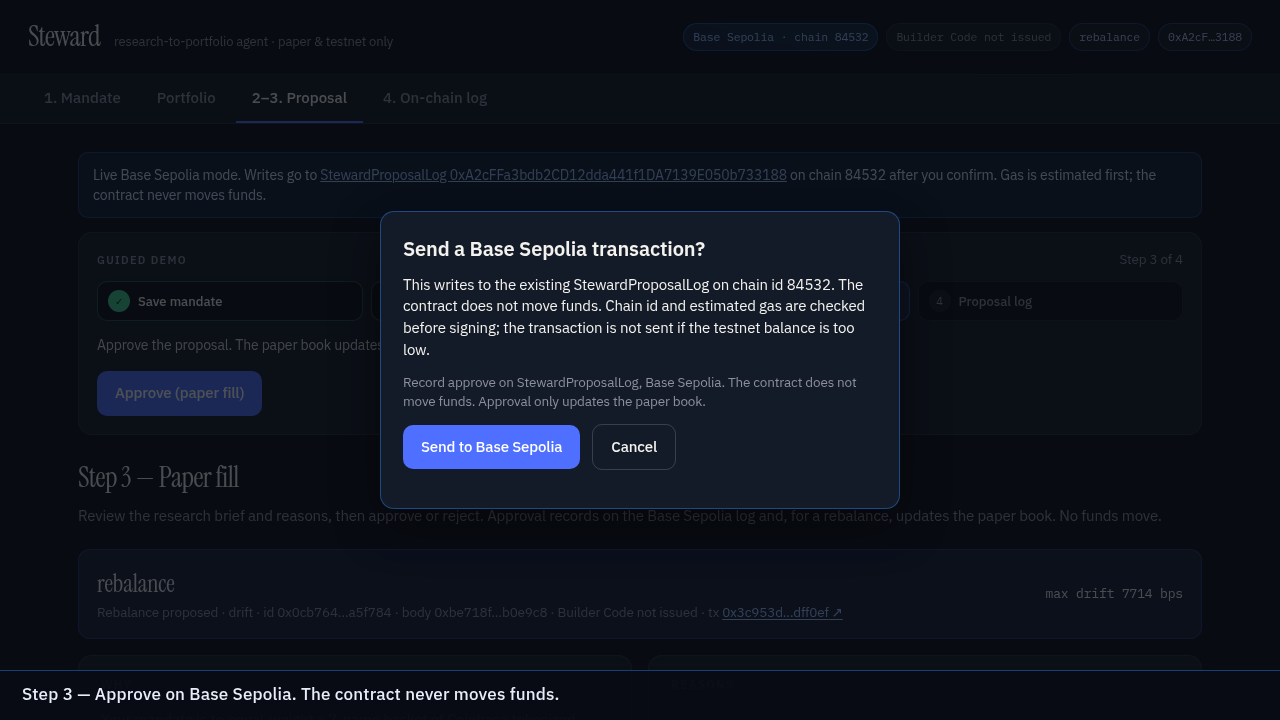 Steward research-to-portfolio agent · paper & testnet only
Base Sepolia · chain 84532
Builder Code not issued
rebalance
0xA2cF…3188
1. Mandate
Portfolio
2–3. Proposal
4. On-chain log
Live Base Sepolia mode. Writes go to StewardProposalLog 0xA2cFFa3bdb2CD12dda441f1DA7139E050b733188 on chain 84532 after you confirm. Gas is estimated first; the
contract never moves funds.
GUIDED DEMO
Step 3 of 4
✓ Save mandate
4 Proposal log
Approve the proposal. The paper book updates
Approve (paper fill)
Send a Base Sepolia transaction?
This writes to the existing StewardProposalLog on chain id 84532. The
contract does not move funds. Chain id and estimated gas are checked
before signing; the transaction is not sent if the testnet balance is too
low.
Record approve on StewardProposalLog, Base Sepolia. The contract does not
move funds. Approval only updates the paper book.
Send to Base Sepolia
Cancel
Step 3 — Paper fill
Review the research brief and reasons, then approve or reject. Approval records on the Base Sepolia log and, for a rebalance, updates the paper book. No funds move.
rebalance
Rebalance proposed · drift · id 0x0cb764…a5f784 · body 0xbe718f…b0e9c8 · Builder Code not issued · tx 0x3c953d…dff0ef ↗
max drift 7714 bps
Step 3 — Approve on Base Sepolia. The contract never moves funds.